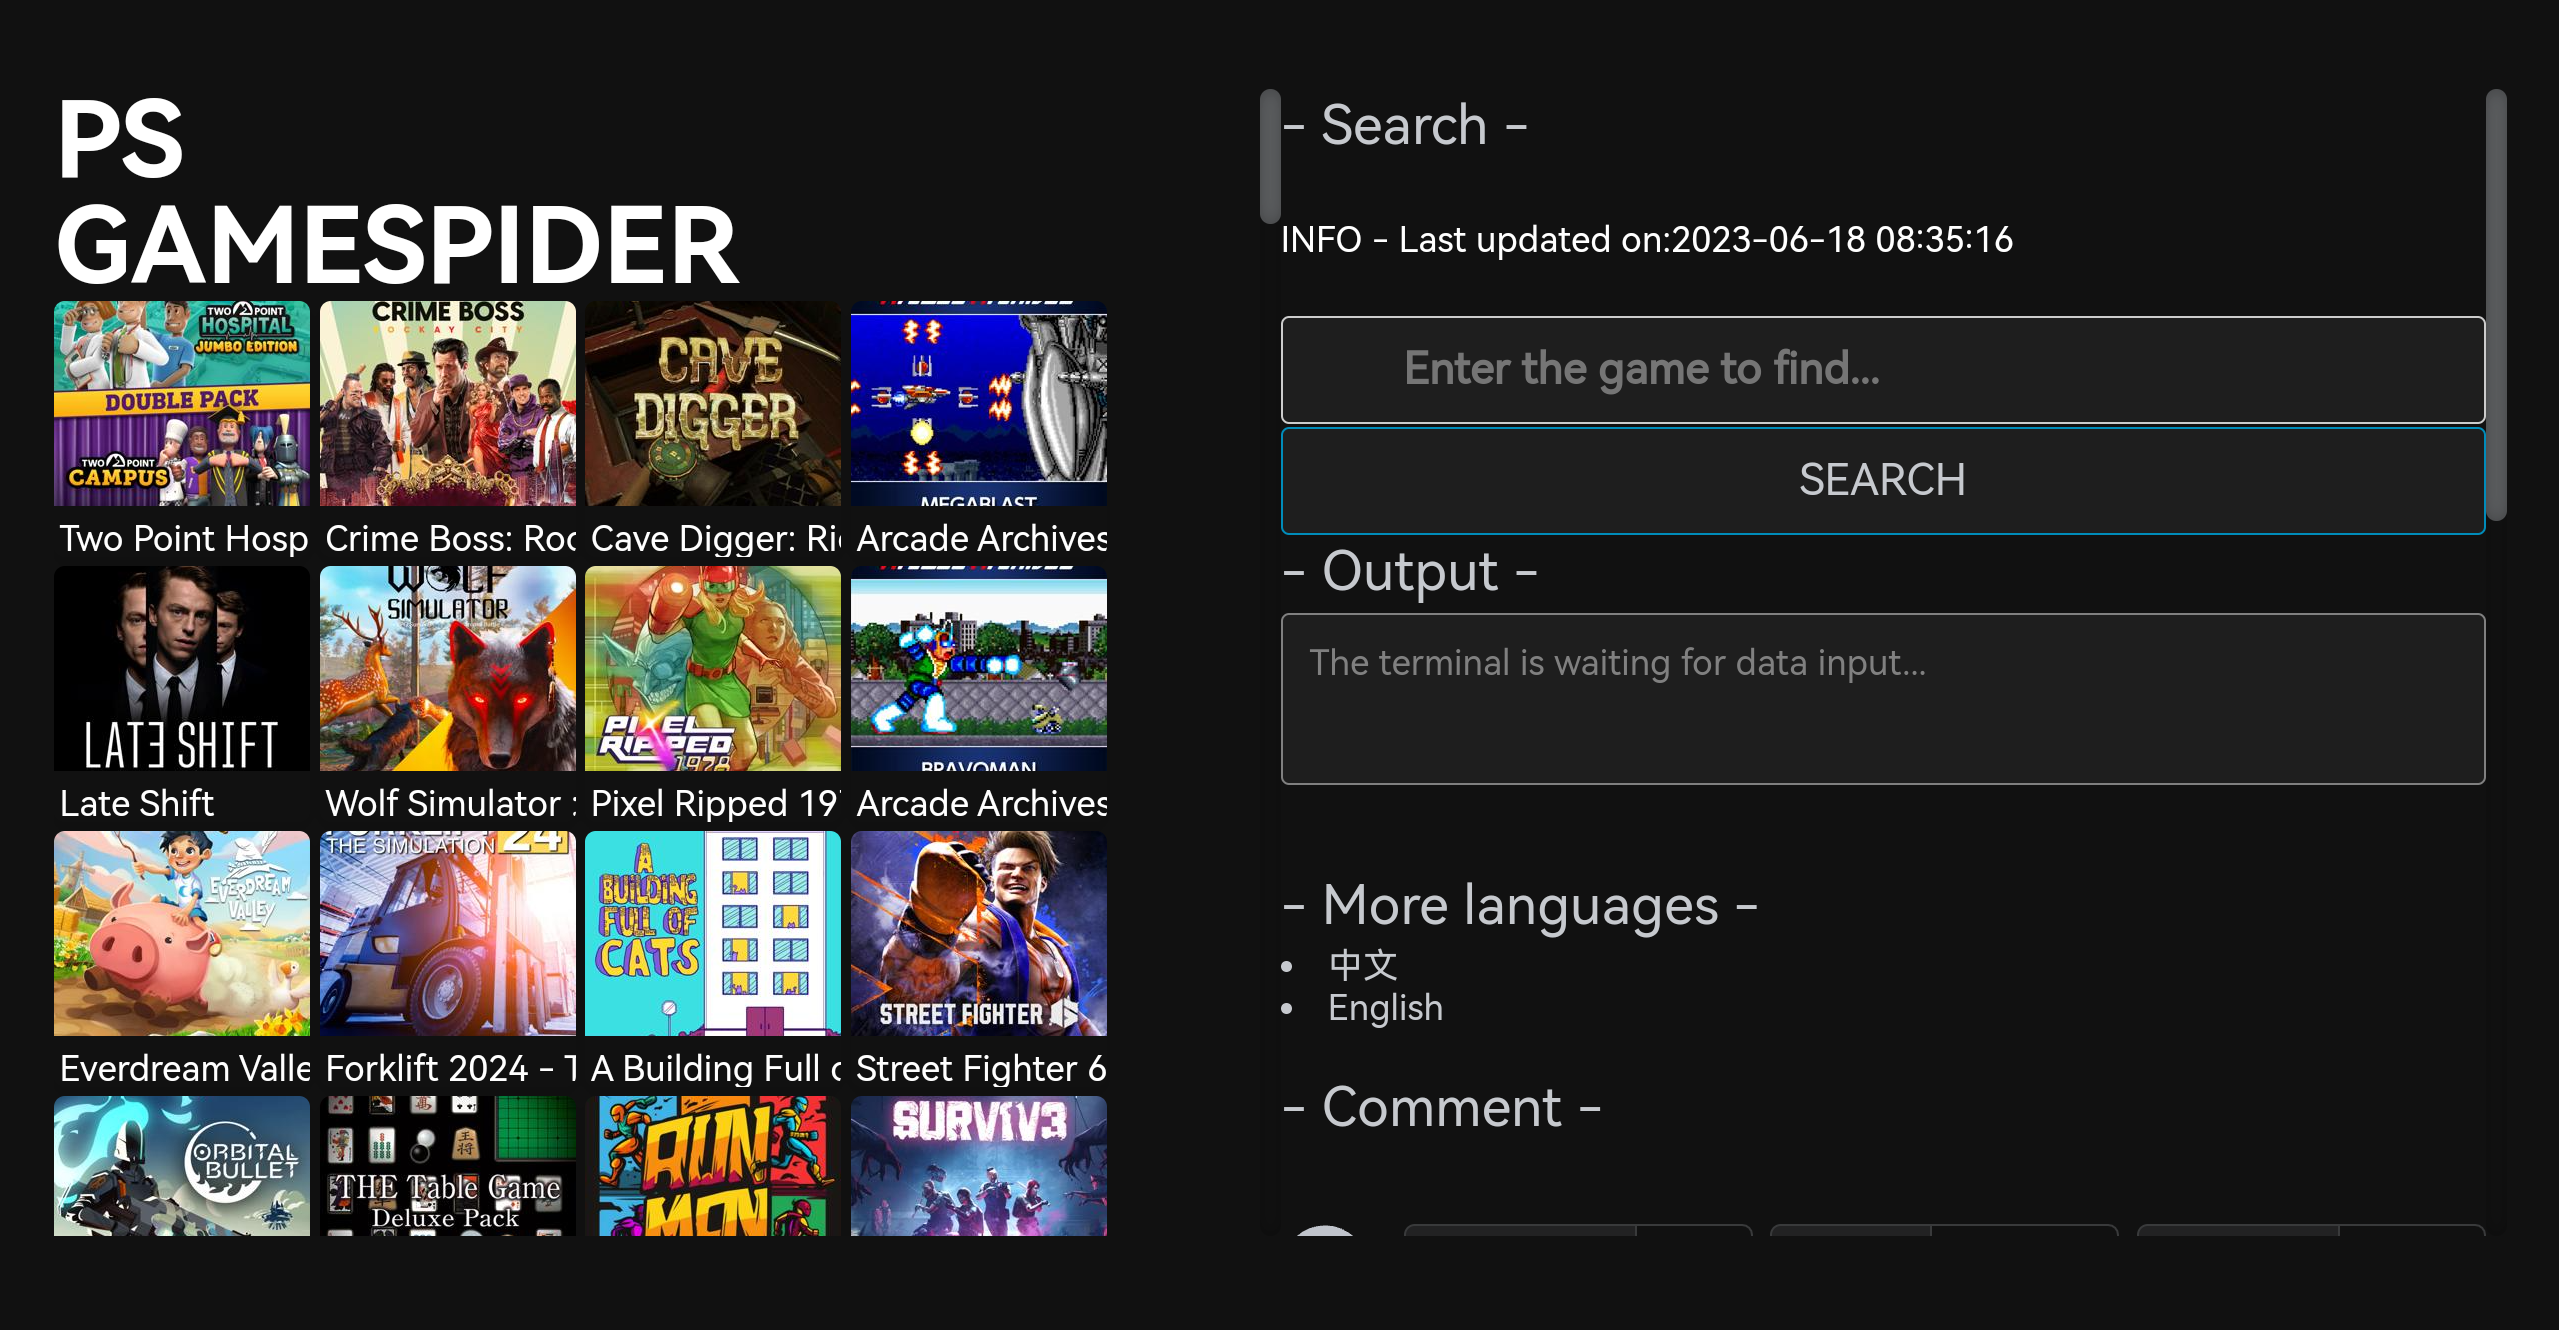 PS
GAMESPIDER
TWO POINT
HOSPITAL
JUMBO EDITION
DOUBLE PACK
TWO POINT
CAMPUS
CRIME BOSS
ROCKAY CITY
CAVE
DIGGER
MEGABLAST
Two Point Hosp
Crime Boss: Roc
Cave Digger: Ri
Arcade Archives
LATE SHIFT
WOLF
SIMULATOR
PIXEL
RIPPED
1978
BRAVOMAN
Late Shift
Wolf Simulator :
Pixel Ripped 197
Arcade Archives
EVERDREAM
VALLEY
THE SIMULATION 24
A
BUILDING
FULL OF
CATS
STREET FIGHTER 6
Everdream Valle
Forklift 2024 - T
A Building Full o
Street Fighter 6
ORBITAL
BULLET
王将
THE Table Game
Deluxe Pack
RUN
MAN
SURVIV3
- Search -
INFO - Last updated on:2023-06-18 08:35:16
Enter the game to find...
SEARCH
- Output -
The terminal is waiting for data input...
- More languages -
• 中文
• English
- Comment -